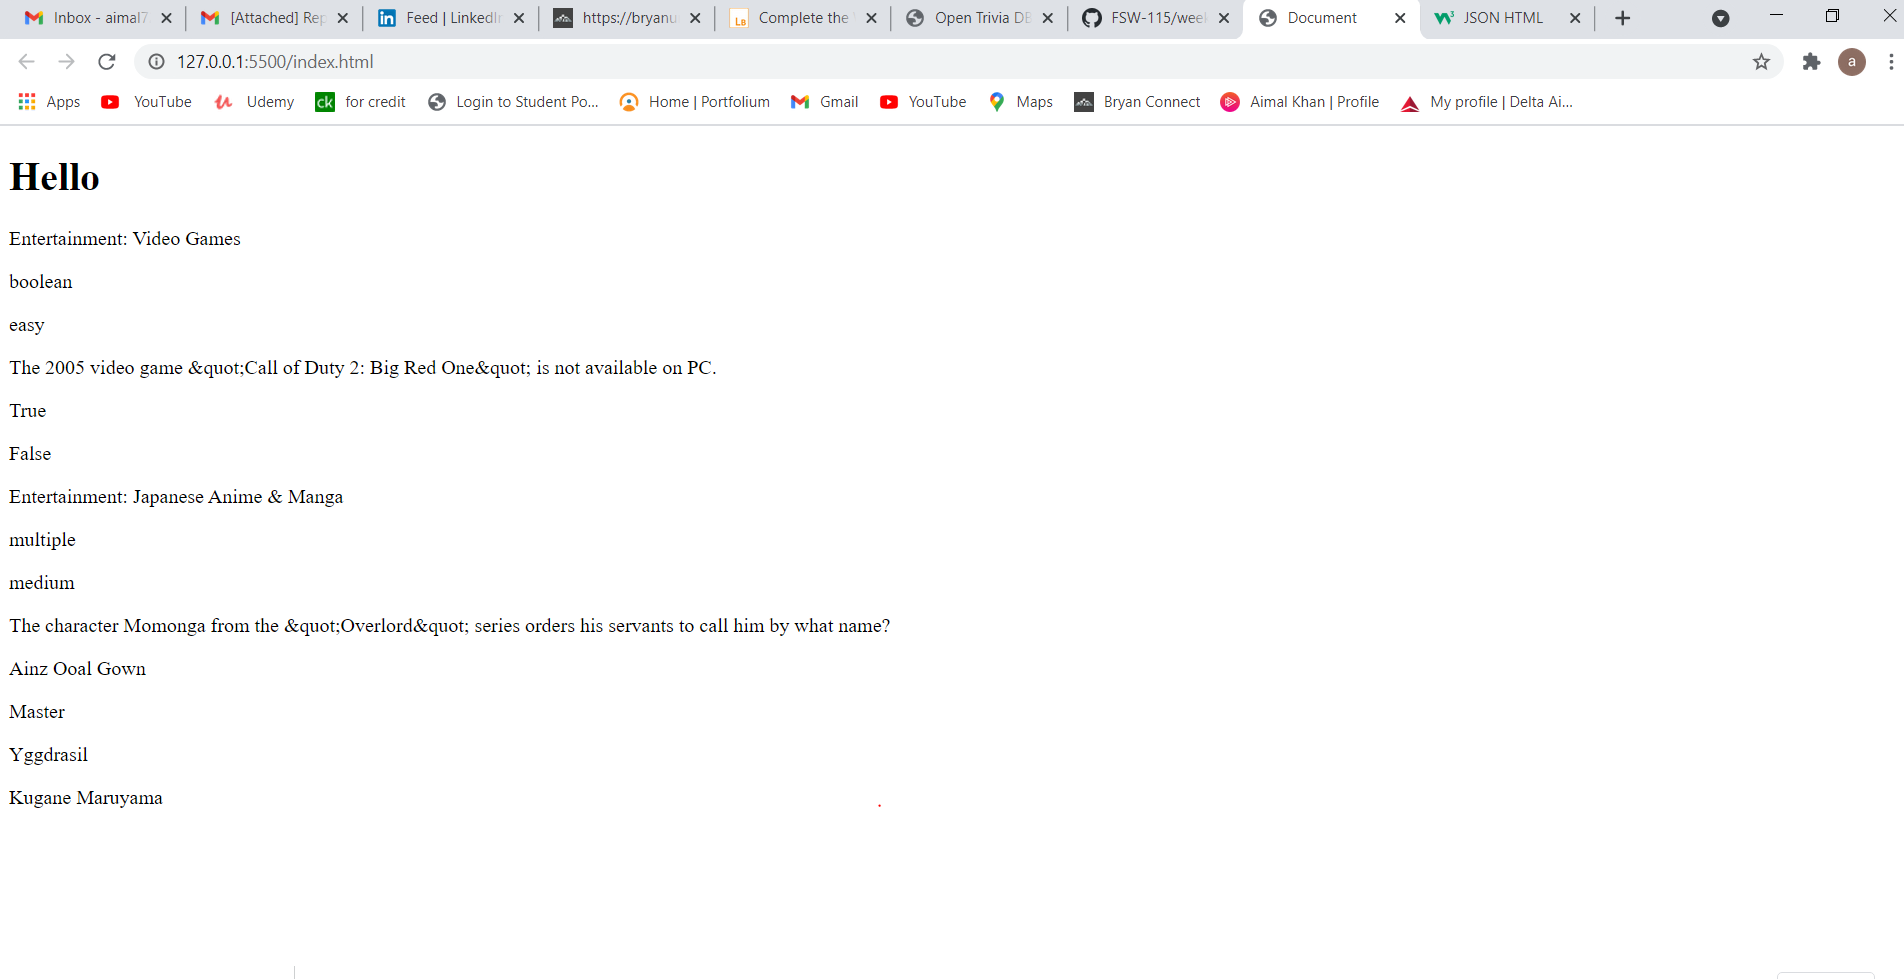 Inbox - aimal7 [Attached] Rep Feed | LinkedIn https://bryanu Complete the Open Trivia DB FSW-115/week Document JSON HTML
127.0.0.1:5500/index.html a
Apps YouTube Udemy ck for credit Login to Student Po... Home | Portfolium Gmail YouTube Maps Bryan Connect Aimal Khan | Profile My profile | Delta Ai...
Hello
Entertainment: Video Games
boolean
easy
The 2005 video game &quot;Call of Duty 2: Big Red One&quot; is not available on PC.
True
False
Entertainment: Japanese Anime & Manga
multiple
medium
The character Momonga from the &quot;Overlord&quot; series orders his servants to call him by what name?
Ainz Ooal Gown
Master
Yggdrasil
Kugane Maruyama